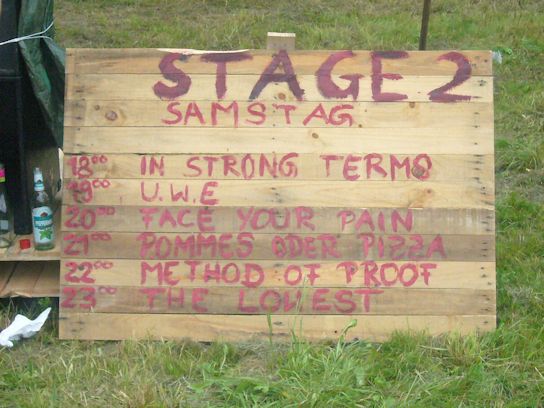 STAGE 2
SAMSTAG
18⁰⁰ IN STRONG TERMS
19⁰⁰ U.W.E
20⁰⁰ FACE YOUR PAIN
21⁰⁰ POMMES ODER PIZZA
22⁰⁰ METHOD OF PROOF
23⁰⁰ THE LOWEST